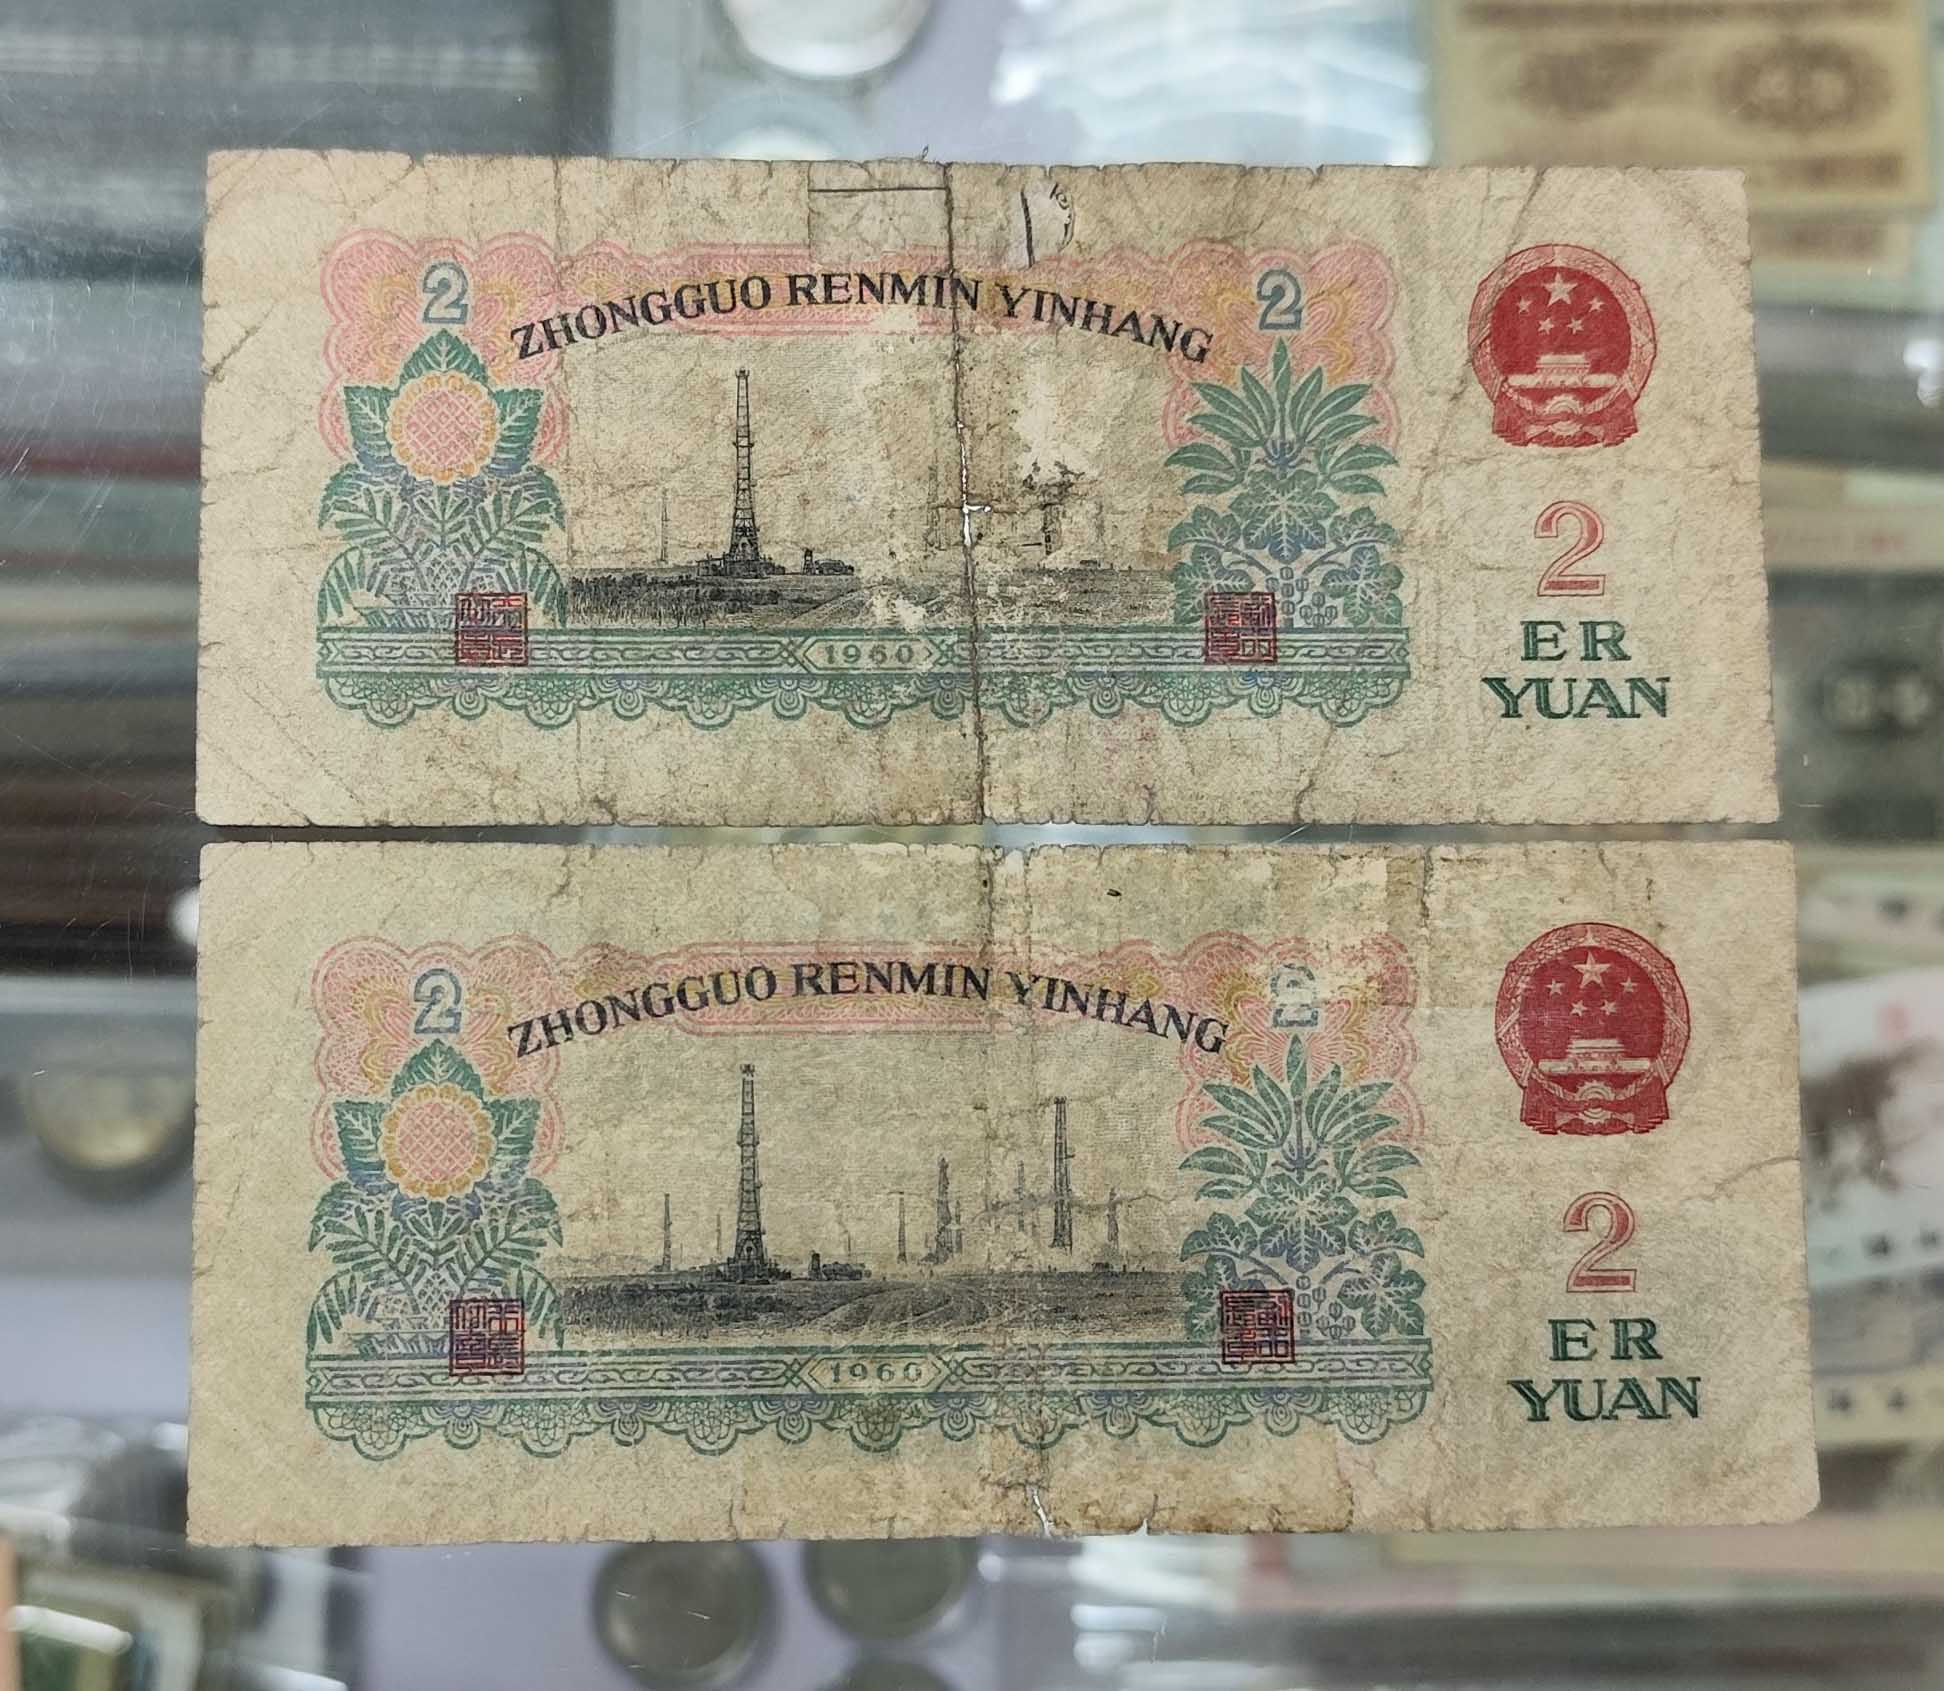 2
2
ZHONGGUO RENMIN YINHANG
1960
2
ER
YUAN
2
2
ZHONGGUO RENMIN YINHANG
1960
2
ER
YUAN